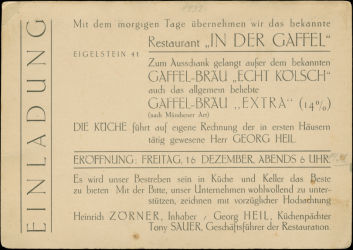 EINLADUNG
Mit dem morgigen Tage übernehmen wir das bekannte
Restaurant „IN DER GAFFEL"
EIGELSTEIN 41
Zum Ausschank gelangt außer dem bekannten
GAFFEL-BRÄU „ECHT KÖLSCH"
auch das allgemein beliebte
GAFFEL-BRÄU „EXTRA" (14%)
(nach Münchener Art)
DIE KÜCHE führt auf eigene Rechnung der in ersten Häusern
tätig gewesene Herr GEORG HEIL.
ERÖFFNUNG: FREITAG, 16 DEZEMBER, ABENDS 6 UHR
Es wird unser Bestreben sein in Küche und Keller das Beste
zu bieten. Mit der Bitte, unser Unternehmen wohlwollend zu unter-
stützen, zeichnen mit vorzüglicher Hochachtung
Heinrich ZÖRNER, Inhaber / Georg HEIL, Küchenpächter
Tony SAUER, Geschäftsführer der Restauration.